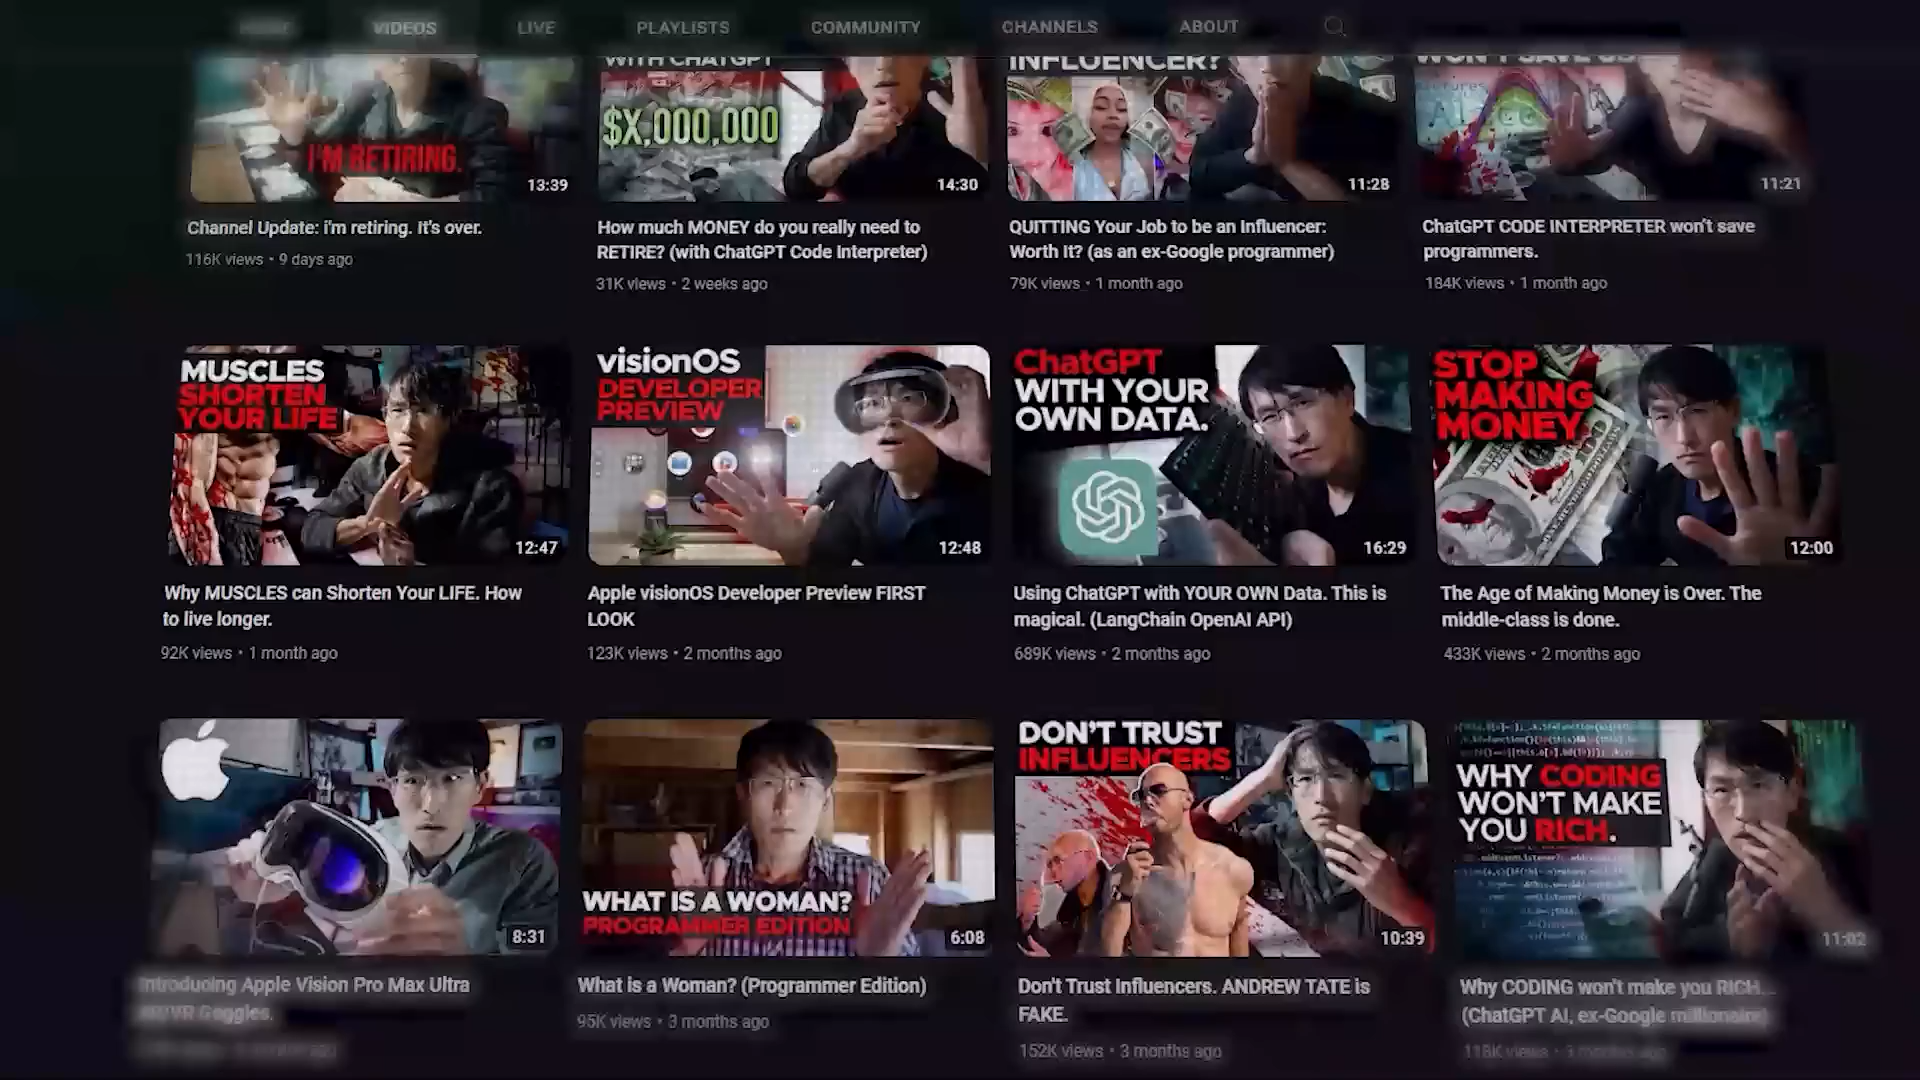 HOME VIDEOS LIVE PLAYLISTS COMMUNITY CHANNELS ABOUT
I'M RETIRING.
13:39
WITH CHATGPT
$X,000,000
14:30
INFLUENCER?
11:28
11:21
Channel Update: i'm retiring. It's over.
116K views • 9 days ago
How much MONEY do you really need to
RETIRE? (with ChatGPT Code Interpreter)
31K views • 2 weeks ago
QUITTING Your Job to be an Influencer:
Worth It? (as an ex-Google programmer)
79K views • 1 month ago
ChatGPT CODE INTERPRETER won't save
programmers.
184K views • 1 month ago
MUSCLES
SHORTEN
YOUR LIFE
12:47
visionOS
DEVELOPER
PREVIEW
12:48
ChatGPT
WITH YOUR
OWN DATA.
16:29
STOP
MAKING
MONEY
12:00
Why MUSCLES can Shorten Your LIFE. How
to live longer.
92K views • 1 month ago
Apple visionOS Developer Preview FIRST
LOOK
123K views • 2 months ago
Using ChatGPT with YOUR OWN Data. This is
magical. (LangChain OpenAI API)
689K views • 2 months ago
The Age of Making Money is Over. The
middle-class is done.
433K views • 2 months ago
8:31
WHAT IS A WOMAN?
PROGRAMMER EDITION
6:08
DON'T TRUST
INFLUENCERS
10:39
WHY CODING
WON'T MAKE
YOU RICH.
11:02
Introducing Apple Vision Pro Max Ultra
Goggles.
What is a Woman? (Programmer Edition)
95K views • 3 months ago
Don't Trust Influencers. ANDREW TATE is
FAKE.
152K views • 3 months ago
Why CODING won't make you RICH...
(ChatGPT AI, ex-Google millionaire)
118K views • 3 months ago